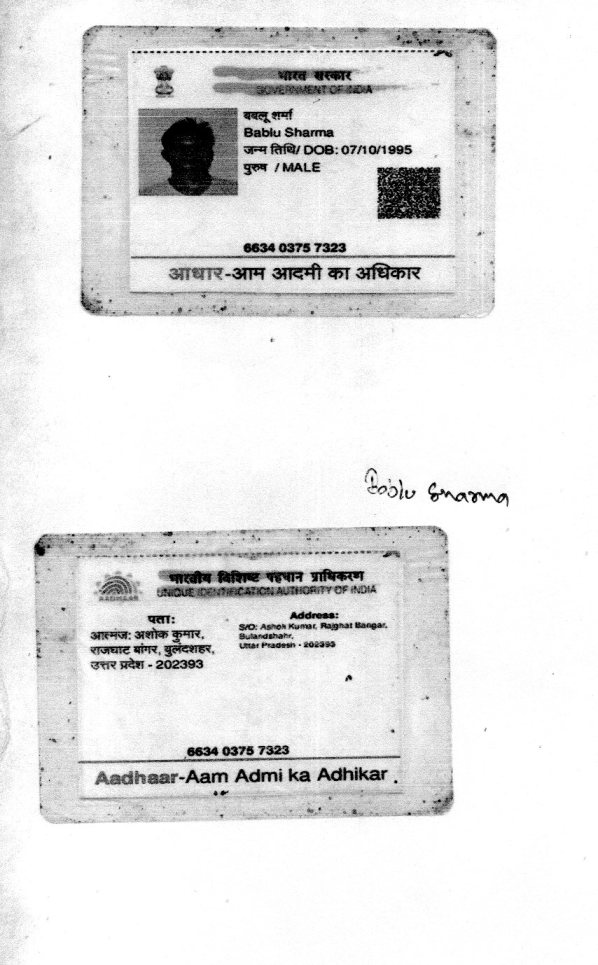 भारत सरकार
GOVERNMENT OF INDIA
बबलू शर्मा
Bablu Sharma
जन्म तिथि/ DOB: 07/10/1995
पुरुष / MALE
6634 0375 7323
आधार-आम आदमी का अधिकार
Bablu Sharma
भारतीय विशिष्ट पहचान प्राधिकरण
UNIQUE IDENTIFICATION AUTHORITY OF INDIA
AADHAAR
पता:
आत्मज: अशोक कुमार,
राजघाट बांगर, बुलंदशहर,
उत्तर प्रदेश - 202393
Address:
S/O: Ashok Kumar, Rajghat Bangar,
Bulandshahr,
Uttar Pradesh - 202393
6634 0375 7323
Aadhaar-Aam Admi ka Adhikar